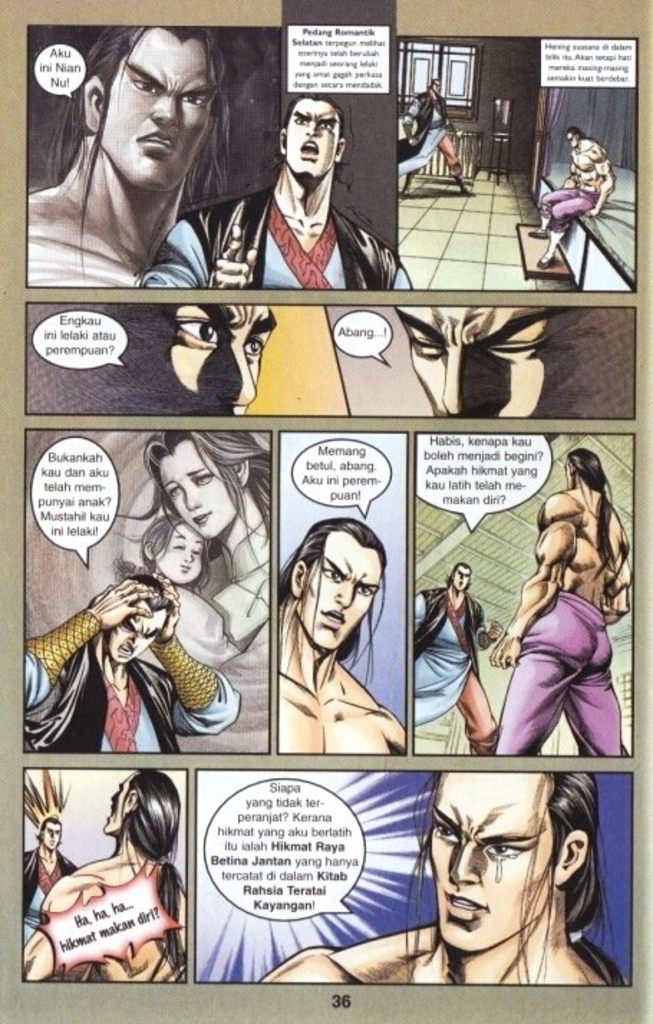 Aku
ini Nian
Nu!
Pedang Romantik
Selatan terpegun melihat
isterinya telah berubah
menjadi seorang lelaki
yang amat gagah perkasa
dengan secara mendadak.
Hening suasana di dalam
bilik itu. Akan tetapi hati
mereka masing-masing
semakin kuat berdebar.
Engkau
ini lelaki atau
perempuan?
Abang...!
Bukankah
kau dan aku
telah mem-
punyai anak?
Mustahil kau
ini lelaki!
Memang
betul, abang.
Aku ini perem-
puan!
Habis, kenapa kau
boleh menjadi begini?
Apakah hikmat yang
kau latih telah me-
makan diri?
Ha, ha, ha...
hikmat makan diri?
Siapa
yang tidak ter-
peranjat? Kerana
hikmat yang aku berlatih
itu ialah Hikmat Raya
Betina Jantan yang hanya
tercatat di dalam Kitab
Rahsia Teratai
Kayangan!
36